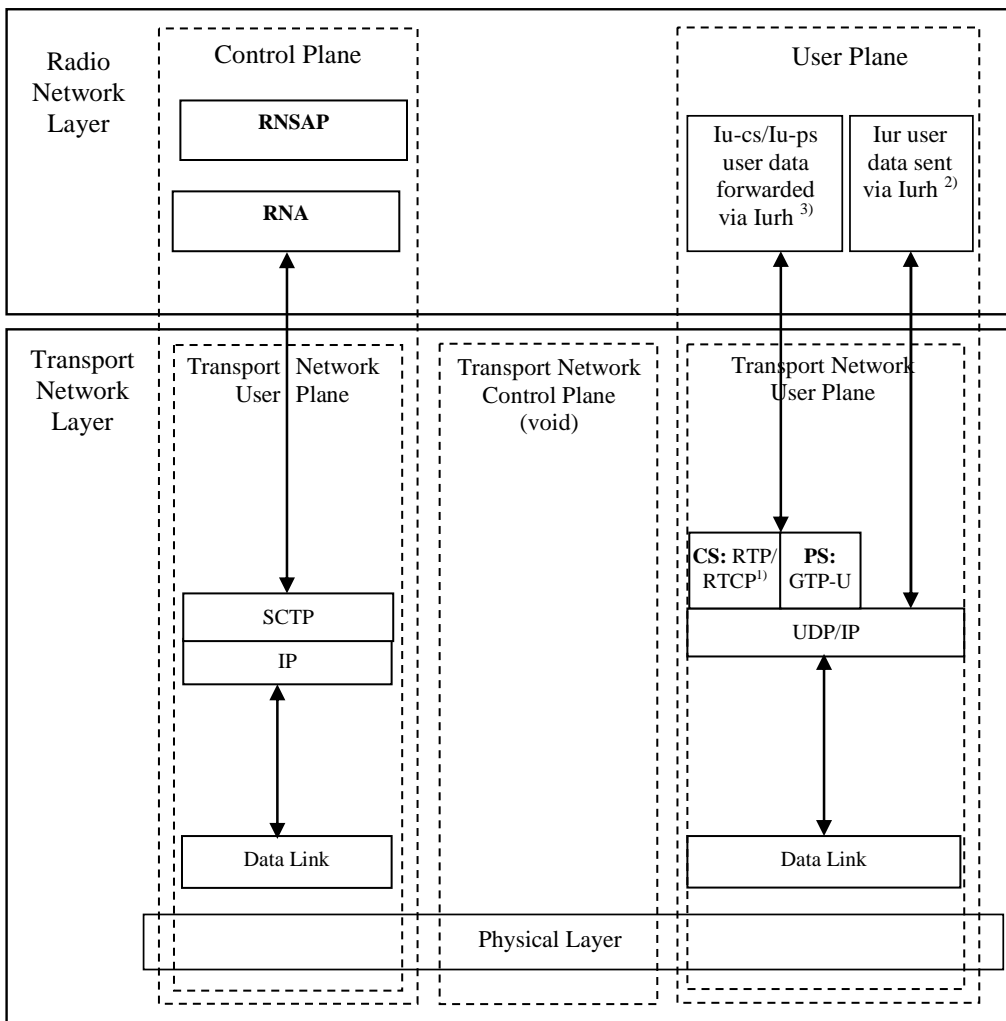 Radio
Network
Layer
Control Plane
RNSAP
RNA
User Plane
Iu-cs/Iu-ps
user data
forwarded
via Iurh 3)
Iur user
data sent
via Iurh 2)
Transport
Network
Layer
Transport Network
User Plane
Transport Network
Control Plane
(void)
Transport Network
User Plane
SCTP
IP
Data Link
CS: RTP/
RTCP1)
PS:
GTP-U
UDP/IP
Data Link
Physical Layer